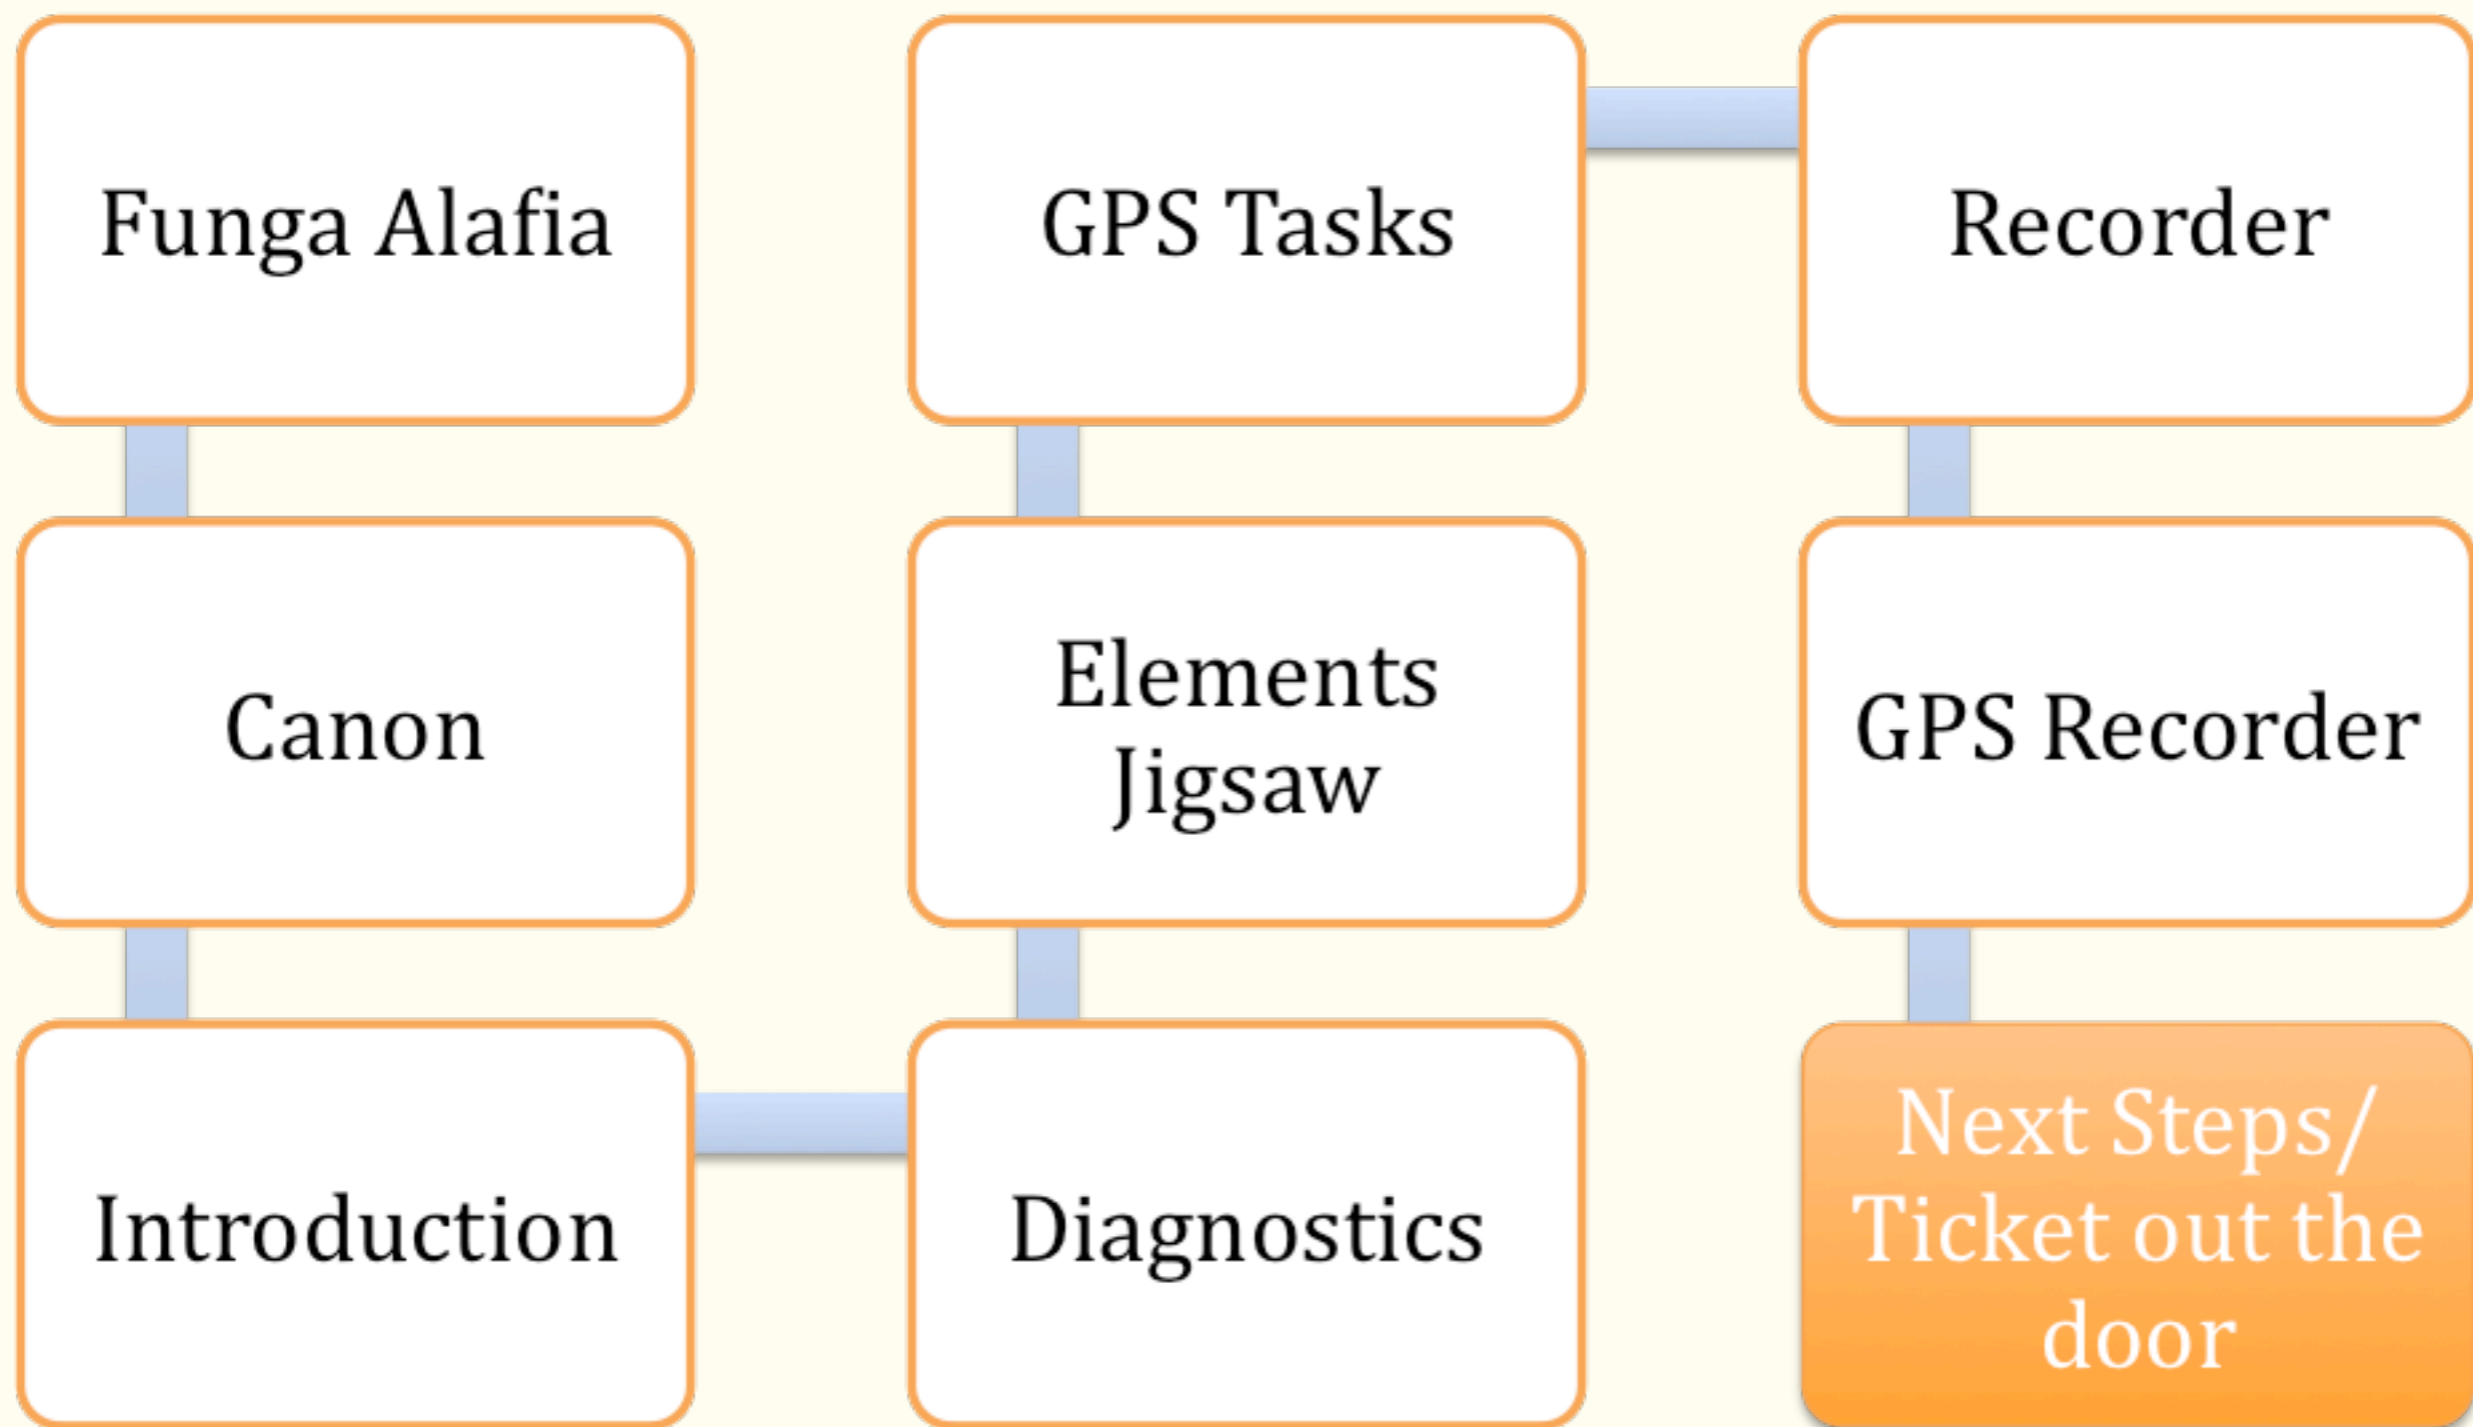 Funga Alafia
Canon
Introduction
Diagnostics
Elements
Jigsaw
GPS Tasks
Recorder
GPS Recorder
Next Steps/
Ticket out the
door